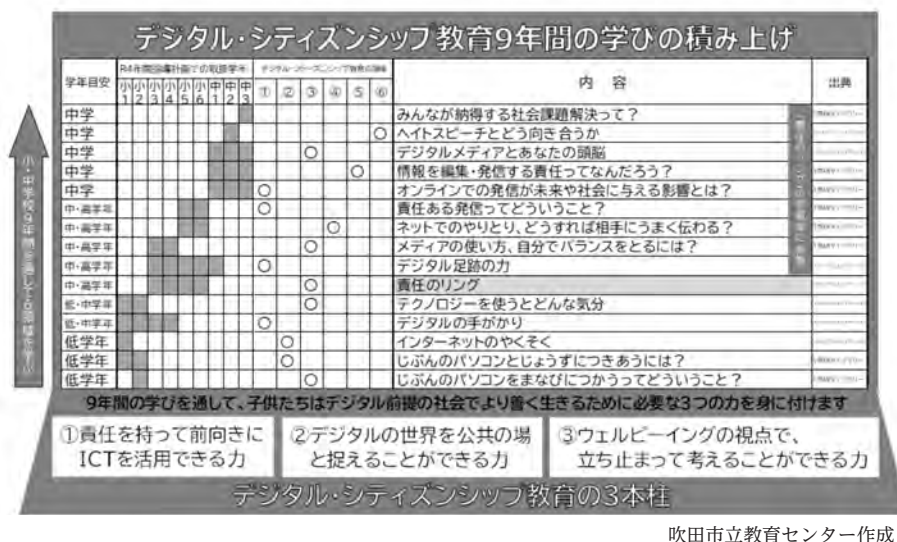 デジタル・シティズンシップ教育9年間の学びの積み上げ
学年目安
小1 小2 小3 小4 小5 小6 中1 中2 中3
① ② ③ ④ ⑤ ⑥
内 容
出典
中学 みんなが納得する社会課題解決って?
中学 ○ ヘイトスピーチとどう向き合うか
中学 ○ デジタルメディアとあなたの頭脳
中学 ○ 情報を編集・発信する責任ってなんだろう?
中学 ○ オンラインでの発信が未来や社会に与える影響とは?
中・高学年 ○ 責任ある発信ってどういうこと?
中・高学年 ○ ネットでのやりとり、どうすれば相手にうまく伝わる?
中・高学年 ○ メディアの使い方、自分でバランスをとるには?
中・高学年 ○ デジタル足跡の力
中・高学年 ○ 責任のリング
低・中学年 ○ テクノロジーを使うとどんな気分
低・中学年 ○ デジタルの手がかり
低学年 ○ インターネットのやくそく
低学年 ○ じぶんのパソコンとじょうずにつきあうには?
低学年 ○ じぶんのパソコンをまなびにつかうってどういうこと?
9年間の学びを通して、子供たちはデジタル前提の社会でより善く生きるために必要な3つの力を身に付けます
①責任を持って前向きに
ICTを活用できる力
②デジタルの世界を公共の場
と捉えることができる力
③ウェルビーイングの視点で、
立ち止まって考えることができる力
デジタル・シティズンシップ教育の3本柱
吹田市立教育センター作成